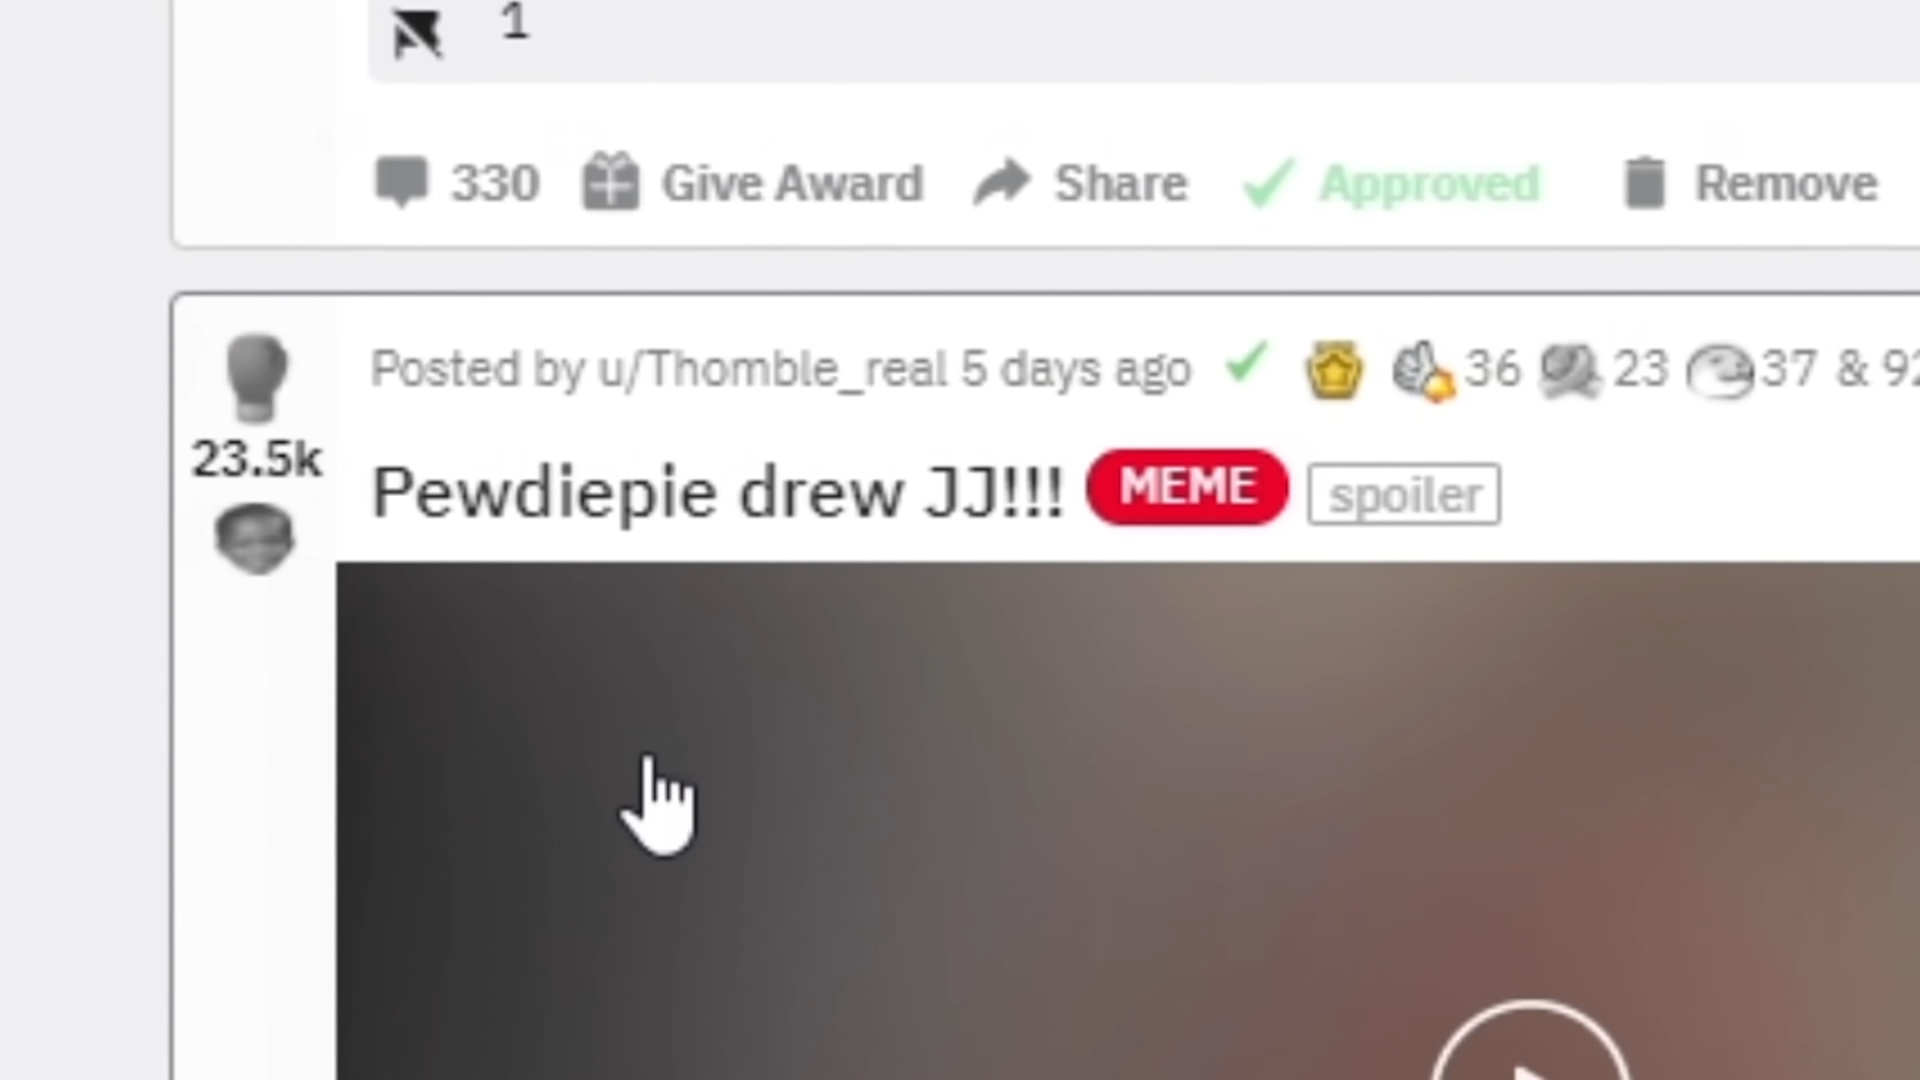 1
330 Give Award Share Approved Remove
Posted by u/Thomble_real 5 days ago 36 23 37 & 92
23.5k
Pewdiepie drew JJ!!! MEME spoiler